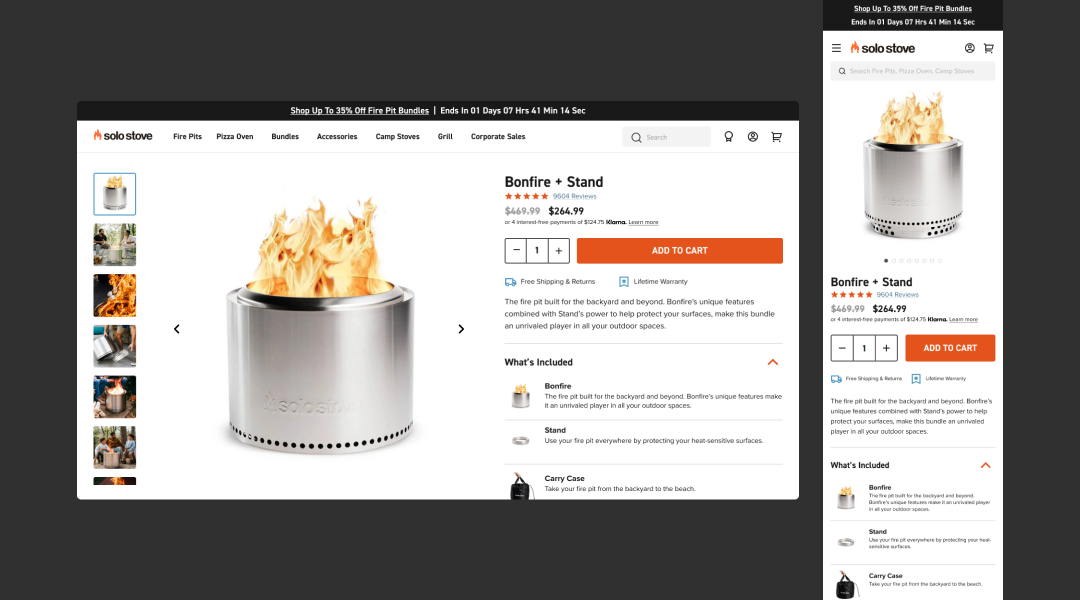 Shop Up To 35% Off Fire Pit Bundles | Ends In 01 Days 07 Hrs 41 Min 14 Sec
solo stove Fire Pits Pizza Oven Bundles Accessories Camp Stoves Grill Corporate Sales Search
Bonfire + Stand
9604 Reviews
$469.99 $264.99
or 4 interest-free payments of $124.75 Klarna. Learn more
− 1 + ADD TO CART
Free Shipping & Returns Lifetime Warranty
The fire pit built for the backyard and beyond. Bonfire's unique features
combined with Stand's power to help protect your surfaces, make this bundle
an unrivaled player in all your outdoor spaces.
What's Included
Bonfire
The fire pit built for the backyard and beyond. Bonfire's unique features make
it an unrivaled player in all your outdoor spaces.
Stand
Use your fire pit everywhere by protecting your heat-sensitive surfaces.
Carry Case
Take your fire pit from the backyard to the beach.
solo stove
Shop Up To 35% Off Fire Pit Bundles
Ends In 01 Days 07 Hrs 41 Min 14 Sec
solo stove
Search Fire Pits, Pizza Oven, Camp Stoves
solo stove
Bonfire + Stand
9604 Reviews
$469.99 $264.99
or 4 interest-free payments of $124.75 Klarna. Learn more
− 1 + ADD TO CART
Free Shipping & Returns Lifetime Warranty
The fire pit built for the backyard and beyond. Bonfire's
unique features combined with Stand's power to help
protect your surfaces, make this bundle an unrivaled
player in all your outdoor spaces.
What's Included
Bonfire
The fire pit built for the backyard and beyond.
Bonfire's unique features make it an unrivaled player
in all your outdoor spaces.
Stand
Use your fire pit everywhere by protecting your heat-
sensitive surfaces.
Carry Case
Take your fire pit from the backyard to the beach.